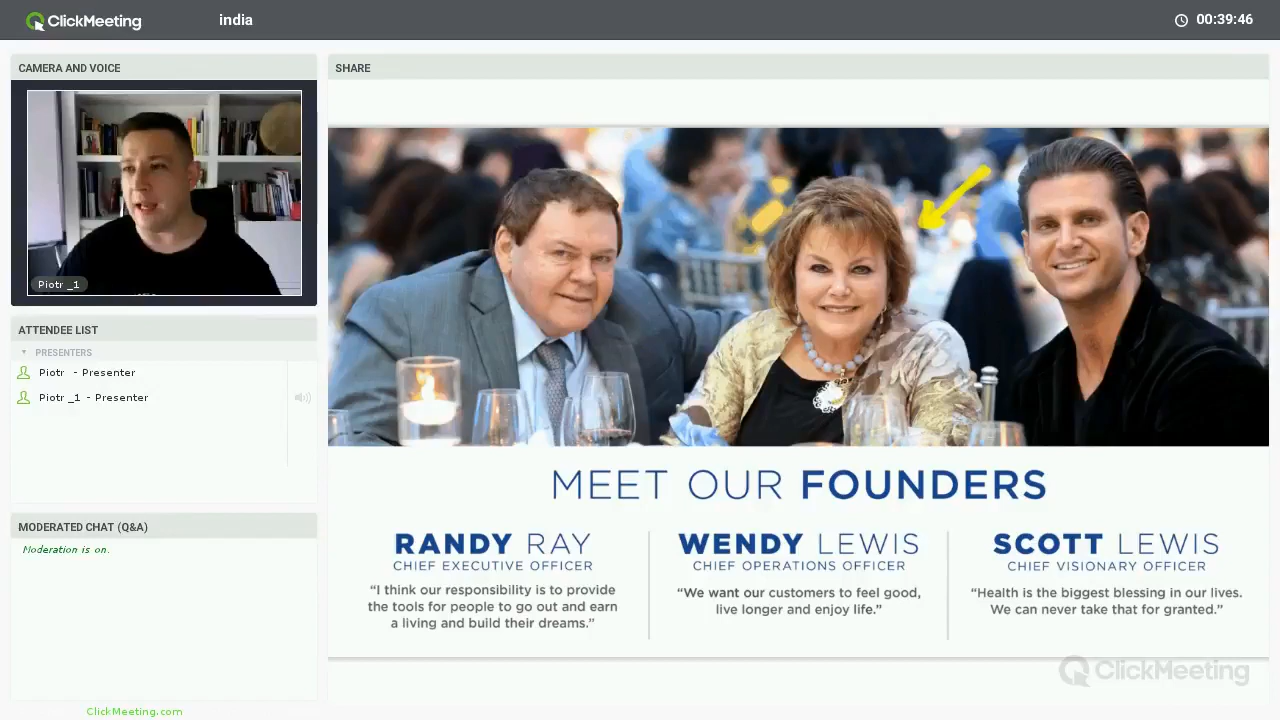 ClickMeeting
india
00:39:46
CAMERA AND VOICE
Piotr _1
ATTENDEE LIST
PRESENTERS
Piotr - Presenter
Piotr _1 - Presenter
MODERATED CHAT (Q&A)
Moderation is on.
ClickMeeting.com
SHARE
MEET OUR FOUNDERS
RANDY RAY
CHIEF EXECUTIVE OFFICER
“I think our responsibility is to provide
the tools for people to go out and earn
a living and build their dreams.”
WENDY LEWIS
CHIEF OPERATIONS OFFICER
“We want our customers to feel good,
live longer and enjoy life.”
SCOTT LEWIS
CHIEF VISIONARY OFFICER
“Health is the biggest blessing in our lives.
We can never take that for granted.”
ClickMeeting